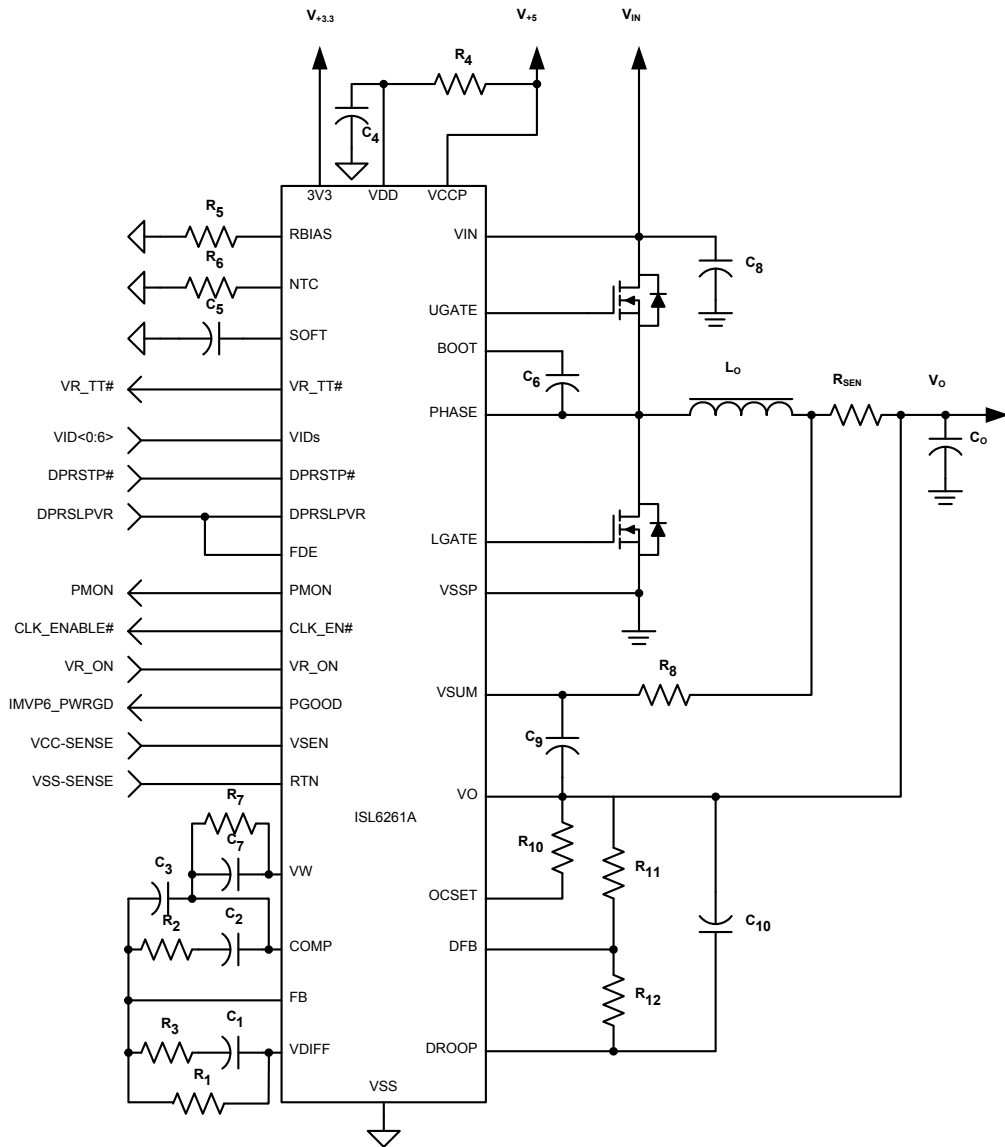 V+3.3
V+5
VIN
R4
C4
3V3
VDD
VCCP
R5
RBIAS
VIN
C8
R6
NTC
C5
UGATE
SOFT
BOOT
C6
LO
RSEN
VO
VR_TT#
VR_TT#
PHASE
VID<0:6>
VIDs
CO
DPRSTP#
DPRSTP#
DPRSLPVR
DPRSLPVR
LGATE
FDE
PMON
PMON
VSSP
CLK_ENABLE#
CLK_EN#
VR_ON
VR_ON
R8
VSUM
IMVP6_PWRGD
PGOOD
C9
VCC-SENSE
VSEN
VSS-SENSE
RTN
VO
R7
ISL6261A
R10
C7
R11
C3
VW
OCSET
R2
C2
C10
COMP
DFB
R12
FB
C1
R3
VDIFF
DROOP
R1
VSS